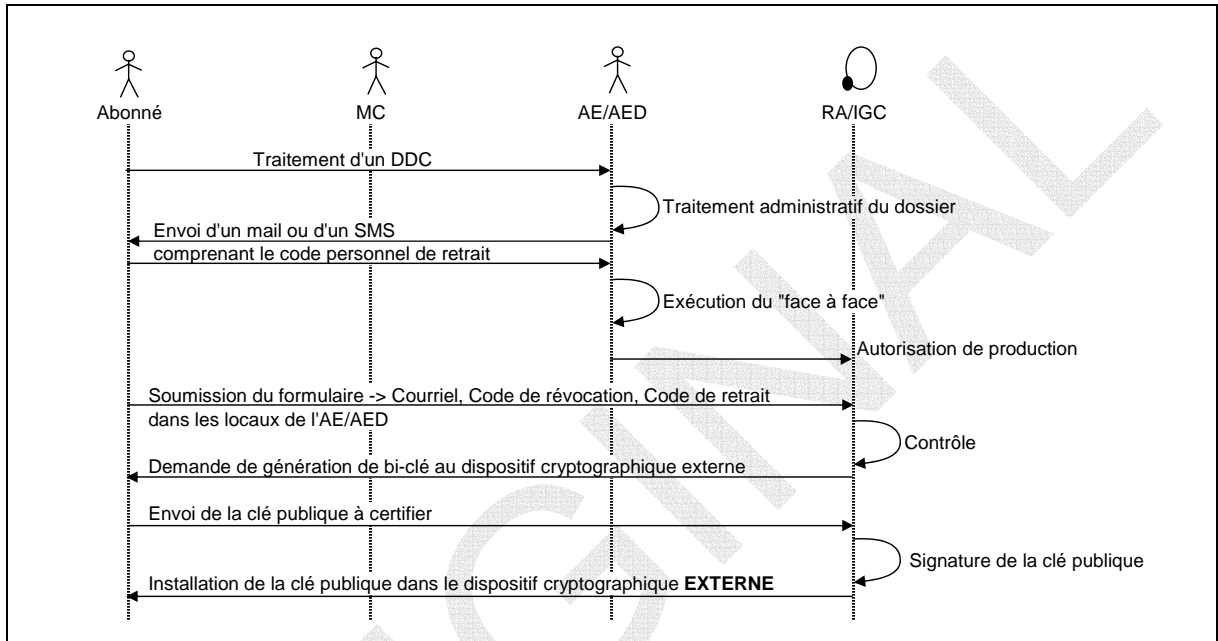 Abonné
MC
AE/AED
RA/IGC
Traitement d'un DDC
Traitement administratif du dossier
Envoi d'un mail ou d'un SMS
comprenant le code personnel de retrait
Exécution du "face à face"
Autorisation de production
Soumission du formulaire -> Courriel, Code de révocation, Code de retrait
dans les locaux de l'AE/AED
Contrôle
Demande de génération de bi-clé au dispositif cryptographique externe
Envoi de la clé publique à certifier
Signature de la clé publique
Installation de la clé publique dans le dispositif cryptographique EXTERNE
GINAL